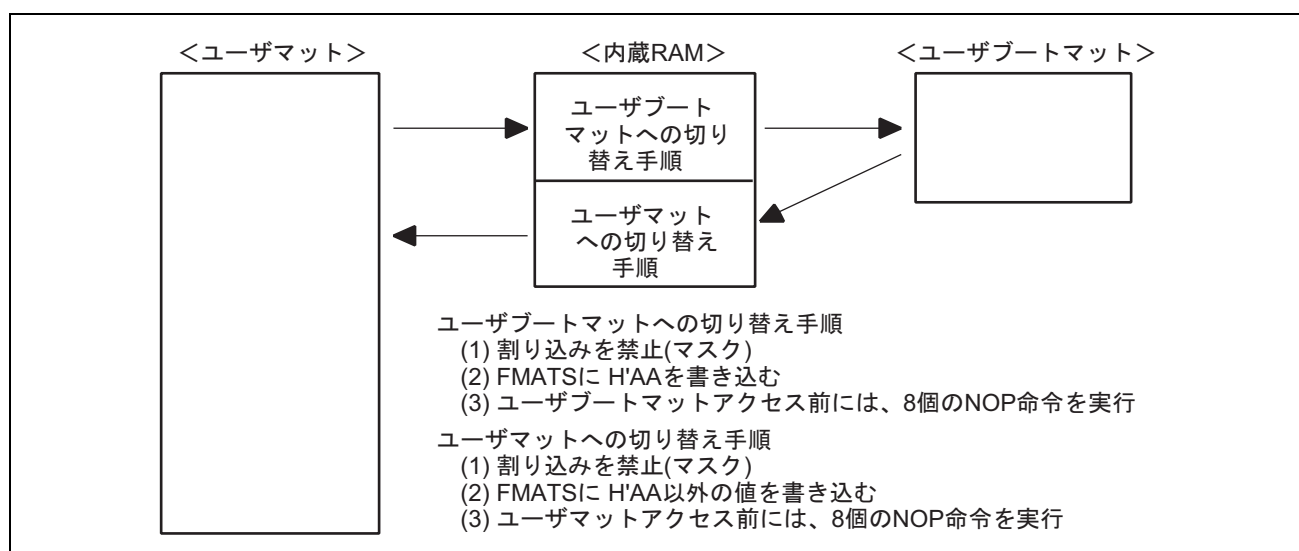 ＜ユーザマット＞
＜内蔵RAM＞
＜ユーザブートマット＞
ユーザブート
マットへの切り
替え手順
ユーザマット
への切り替え
手順
ユーザブートマットへの切り替え手順
(1) 割り込みを禁止(マスク)
(2) FMATSに H'AAを書き込む
(3) ユーザブートマットアクセス前には、8個のNOP命令を実行
ユーザマットへの切り替え手順
(1) 割り込みを禁止(マスク)
(2) FMATSに H'AA以外の値を書き込む
(3) ユーザマットアクセス前には、8個のNOP命令を実行